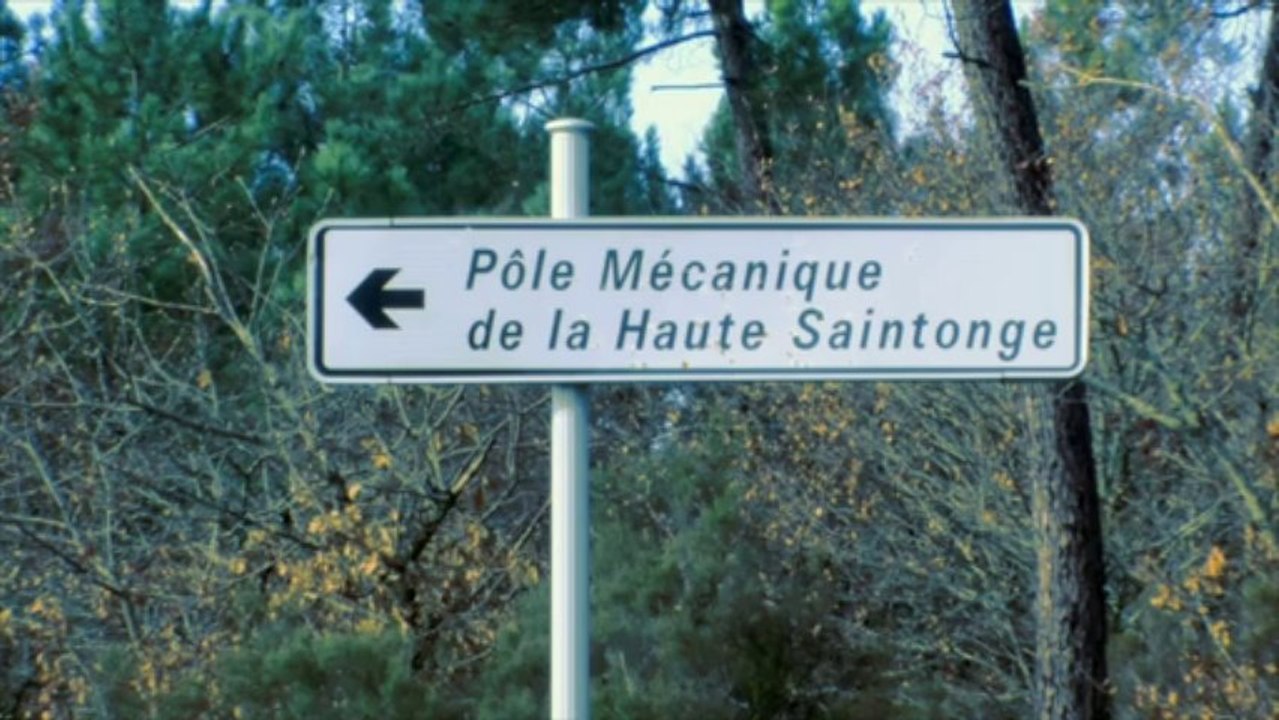 Pôle Mécanique
de la Haute Saintonge